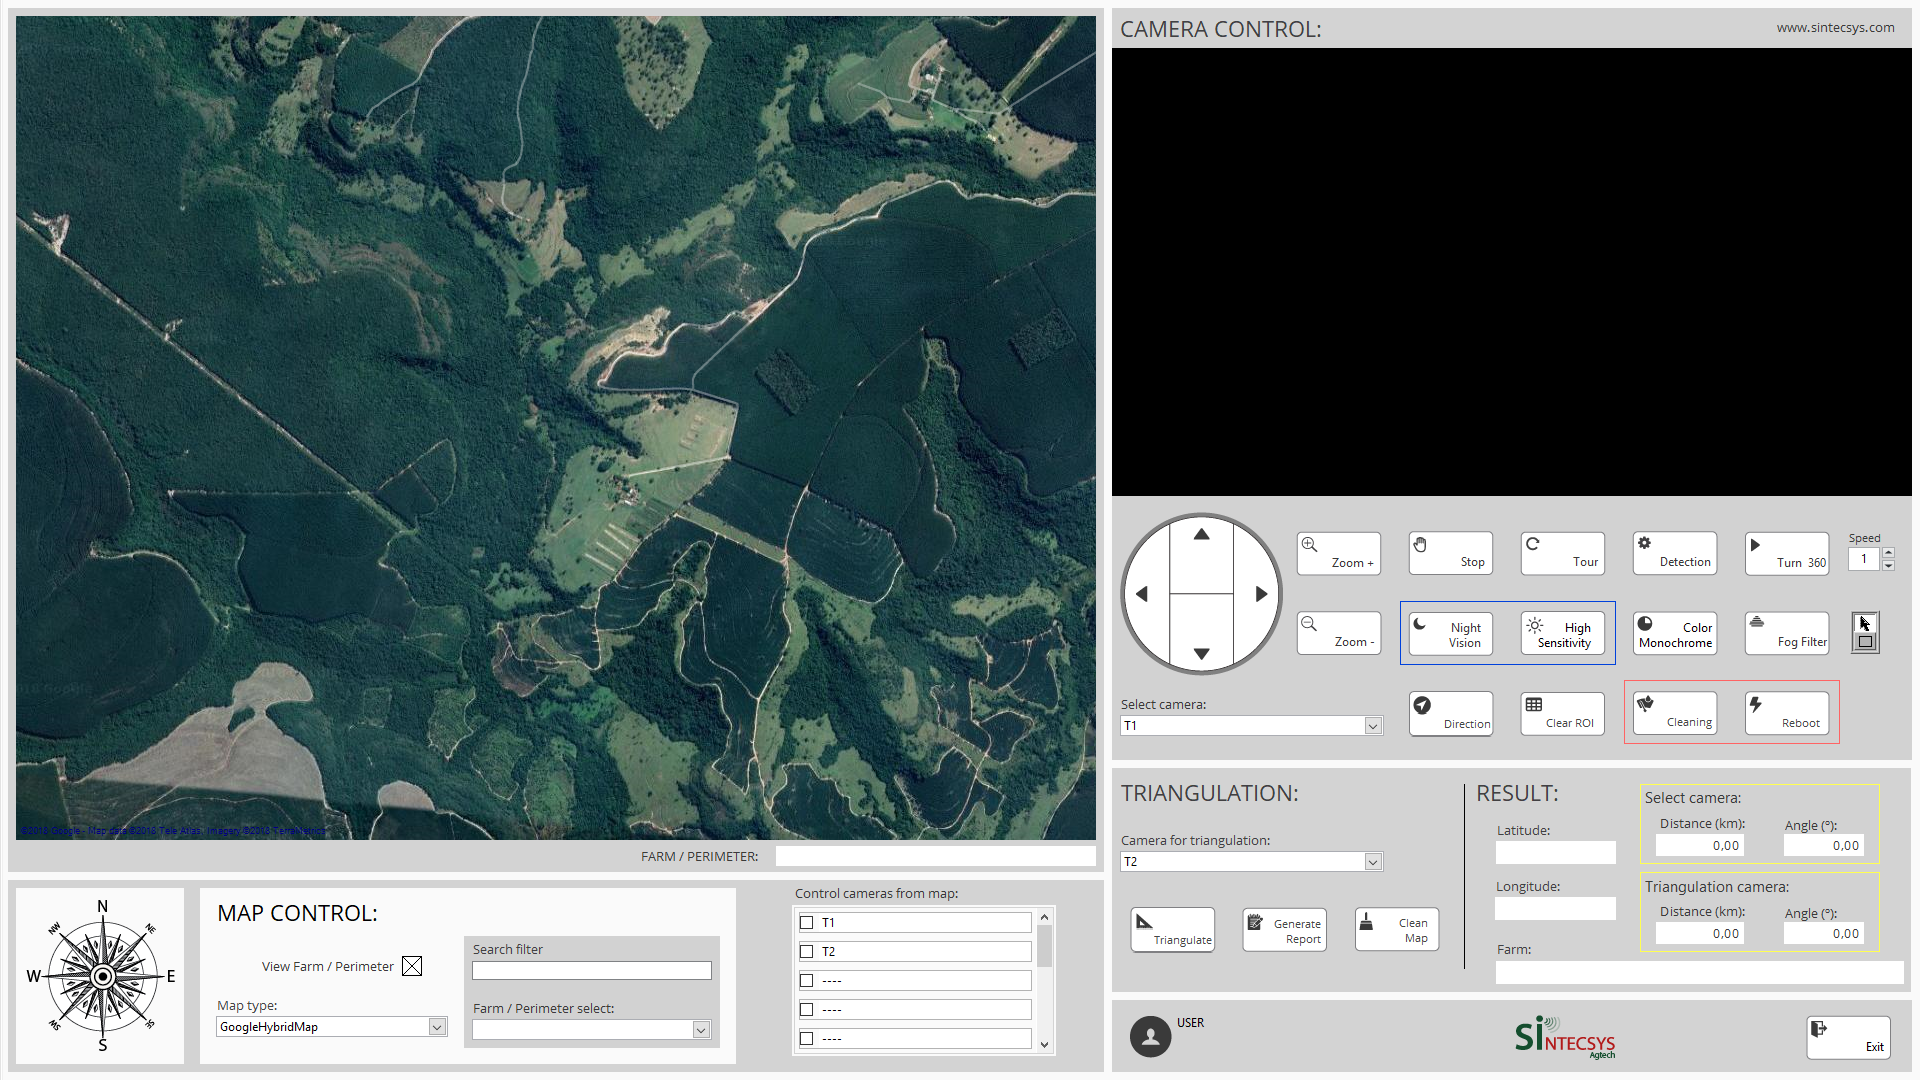 ©2018 Google - Map data ©2018 Tele Atlas, Imagery ©2018 TerraMetrics
FARM / PERIMETER:
N
NW
NE
W
E
SW
SE
S
MAP CONTROL:
View Farm / Perimeter
Map type:
GoogleHybridMap
Search filter
Farm / Perimeter select:
Control cameras from map:
T1
T2
----
----
----
CAMERA CONTROL:
www.sintecsys.com
Zoom +
Stop
Tour
Detection
Turn 360
Speed
1
Zoom -
Night
Vision
High
Sensitivity
Color
Monochrome
Fog Filter
Select camera:
T1
Direction
Clear ROI
Cleaning
Reboot
TRIANGULATION:
Camera for triangulation:
T2
Triangulate
Generate
Report
Clean
Map
RESULT:
Latitude:
Longitude:
Farm:
Select camera:
Distance (km):
Angle (°):
0,00
0,00
Triangulation camera:
Distance (km):
Angle (°):
0,00
0,00
USER
SiNTECSYS
Agtech
Exit